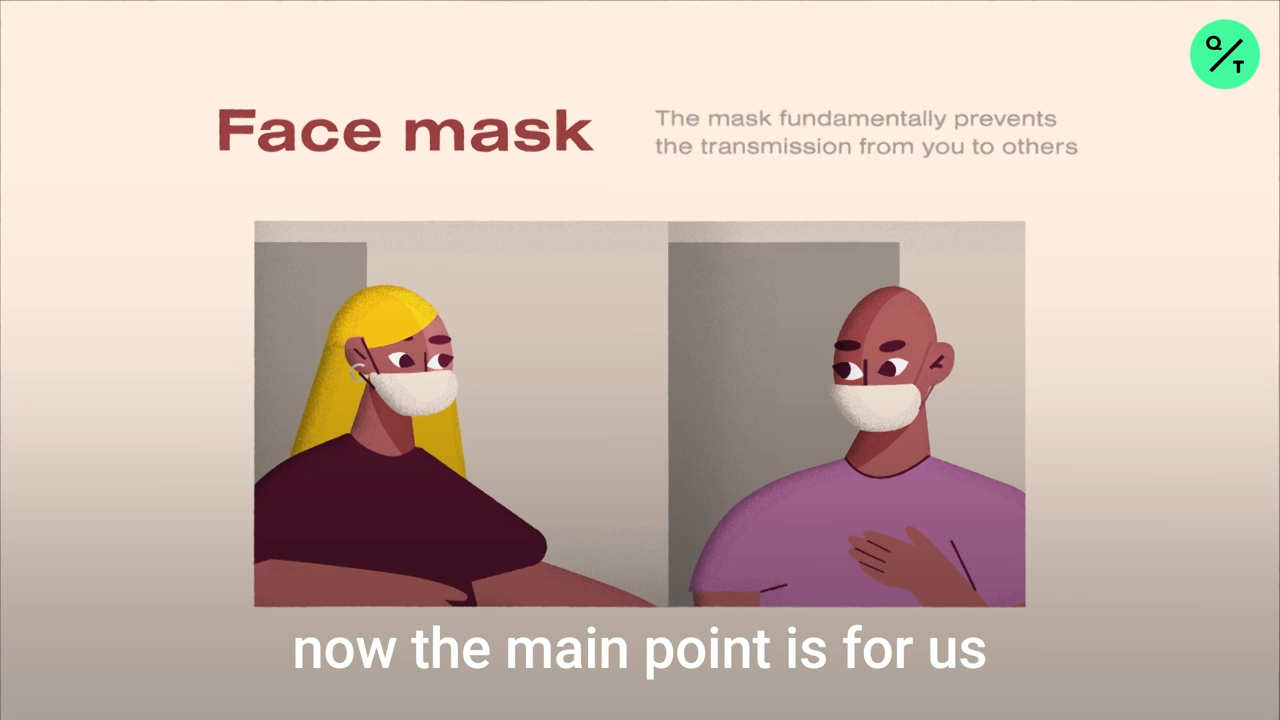 Q/T
Face mask
The mask fundamentally prevents
the transmission from you to others
now the main point is for us